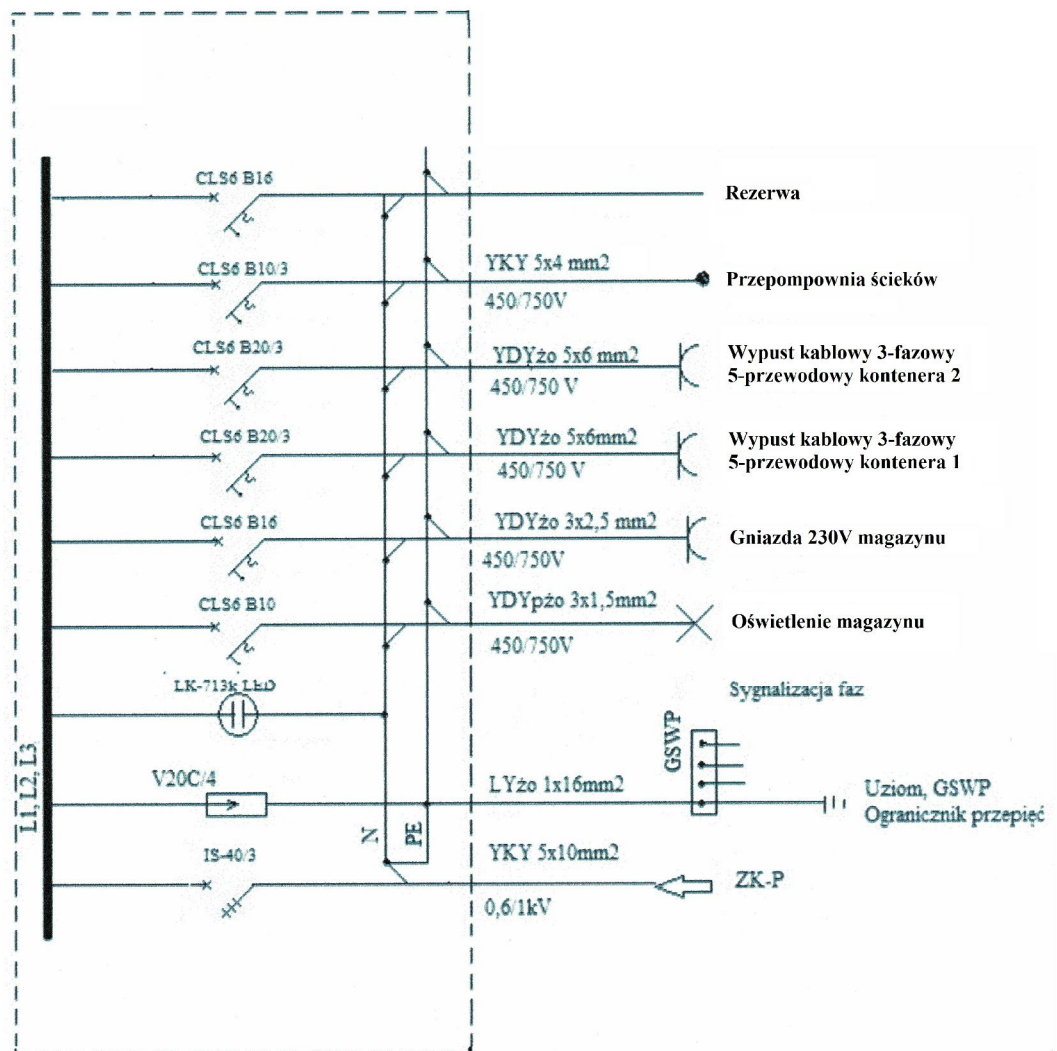 CLS6 B16
Rezerwa
CLS6 B10/3
YKY 5x4 mm2
450/750V
Przepompownia ścieków
CLS6 B20/3
YDYżo 5x6 mm2
450/750 V
Wypust kablowy 3-fazowy
5-przewodowy kontenera 2
CLS6 B20/3
YDYżo 5x6mm2
450/750 V
Wypust kablowy 3-fazowy
5-przewodowy kontenera 1
CLS6 B16
YDYżo 3x2,5 mm2
450/750V
Gniazda 230V magazynu
CLS6 B10
YDYpżo 3x1,5mm2
450/750V
Oświetlenie magazynu
LK-713k LED
Sygnalizacja faz
L1, L2, L3
V20C/4
N
PE
LYżo 1x16mm2
GSWP
Uziom, GSWP
Ogranicznik przepięć
IS-40/3
YKY 5x10mm2
0,6/1kV
ZK-P